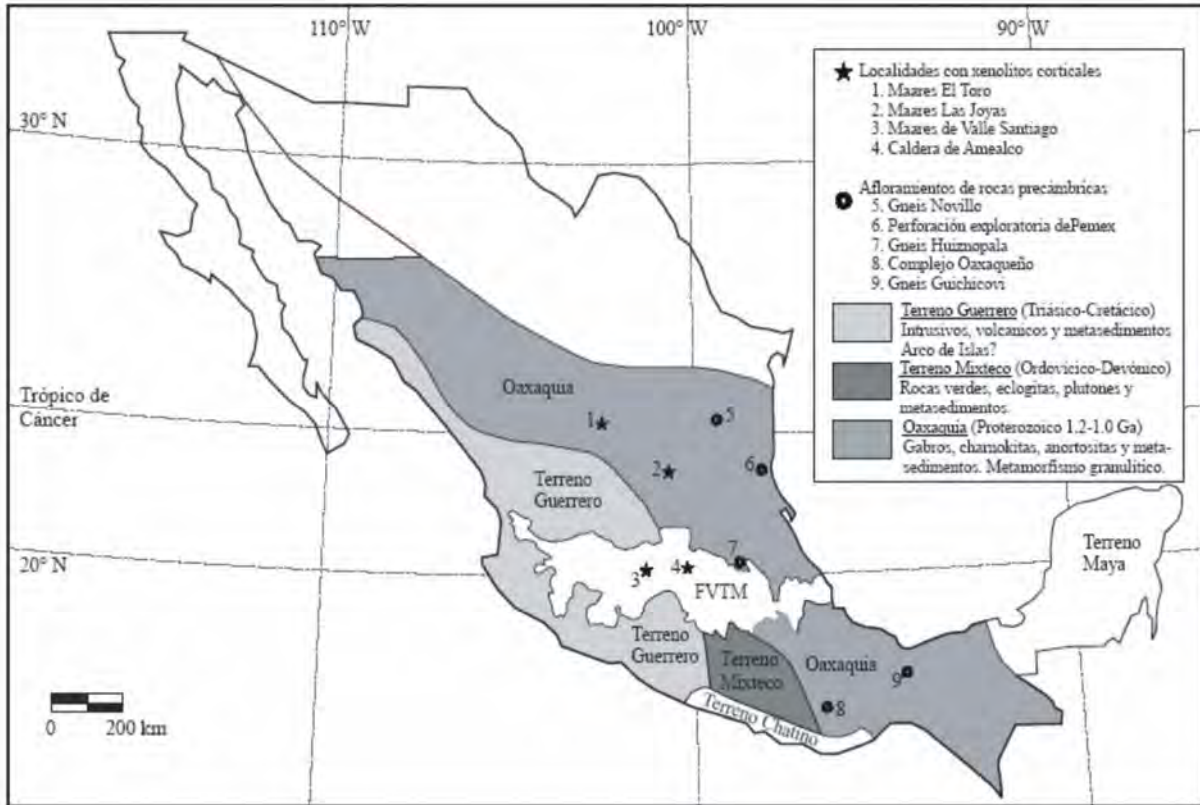 110°W
100°W
90°W
★ Localidades con xenolitos corticales
1. Maares El Toro
2. Maares Las Joyas
3. Maares de Valle Santiago
4. Caldera de Amealco
Afloramientos de rocas precámbricas
5. Gneis Novillo
6. Perforación exploratoria dePemex
7. Gneis Huiznopala
8. Complejo Oaxaqueño
9. Gneis Guichicovi
Terreno Guerrero (Triásico-Cretácico)
Intrusivos, volcanicos y metasedimentos
Arco de Islas?
Terreno Mixteco (Ordovícico-Devónico)
Rocas verdes, eclogitas, plutones y
metasedimentos.
Oaxaquia (Proterozoico 1.2-1.0 Ga)
Gabros, charnokitas, anortositas y meta-
sedimentos. Metamorfismo granulítico.
30° N
Trópico de
Cáncer
20° N
Oaxaquia
1
5
2
6
Terreno
Guerrero
7
3
4
FVTM
Terreno
Maya
Terreno
Guerrero
Terreno
Mixteco
Oaxaquia
9
8
Terreno Chatino
0 200 km